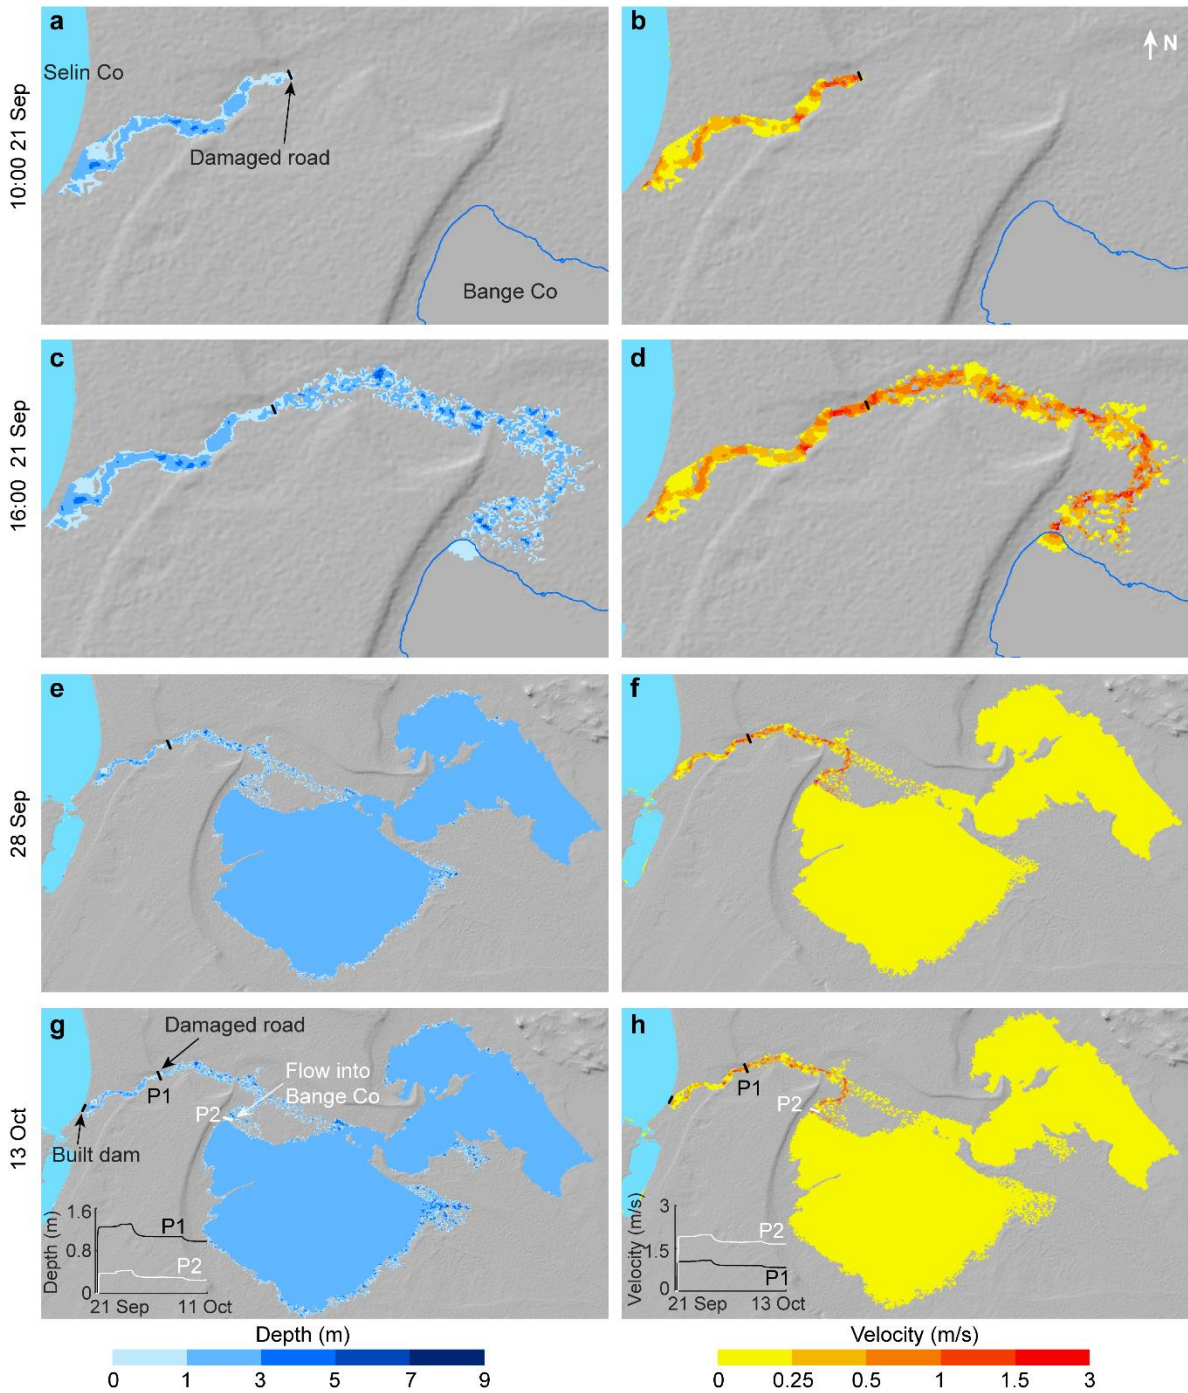 a
Selin Co
Damaged road
Bange Co
10:00 21 Sep
b
N
c
16:00 21 Sep
d
e
28 Sep
f
g
Damaged road
P1
Flow into
Bange Co
P2
Built dam
13 Oct
Depth (m)
1.6
0.8
0
P1
P2
21 Sep
11 Oct
h
P1
P2
Velocity (m/s)
3
1.5
0
P2
P1
21 Sep
13 Oct
Depth (m)
0 1 3 5 7 9
Velocity (m/s)
0 0.25 0.5 1 1.5 3